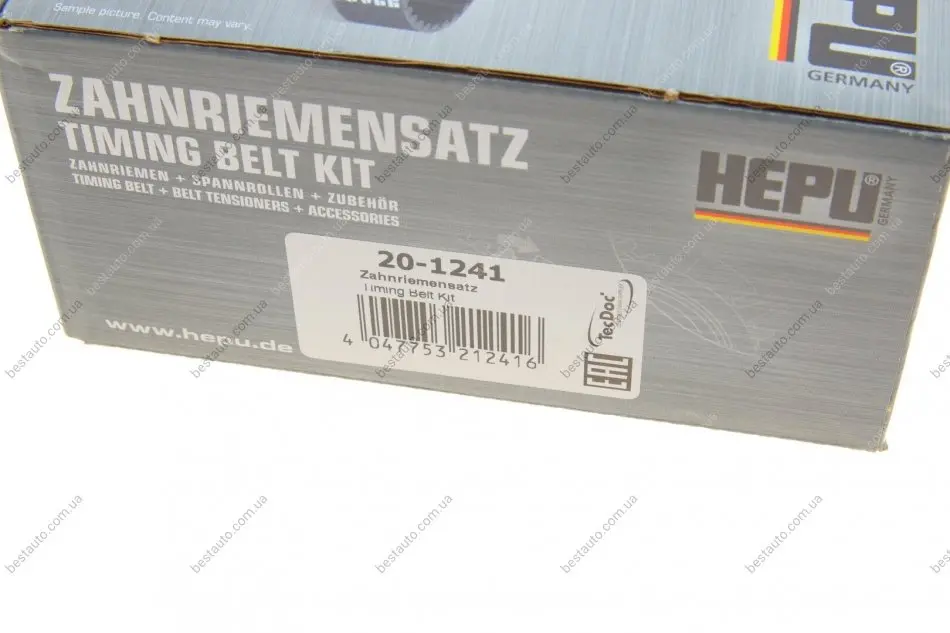 Sample picture. Content may vary.
HEPU®
GERMANY
ZAHNRIEMENSATZ
TIMING BELT KIT
ZAHNRIEMEN + SPANNROLLEN + ZUBEHÖR
TIMING BELT + BELT TENSIONERS + ACCESSORIES
HEPU®
GERMANY
20-1241
Zahnriemensatz
Timing Belt Kit
4 047753 212416
TecDoc
EAC
www.hepu.de
bestauto.com.ua